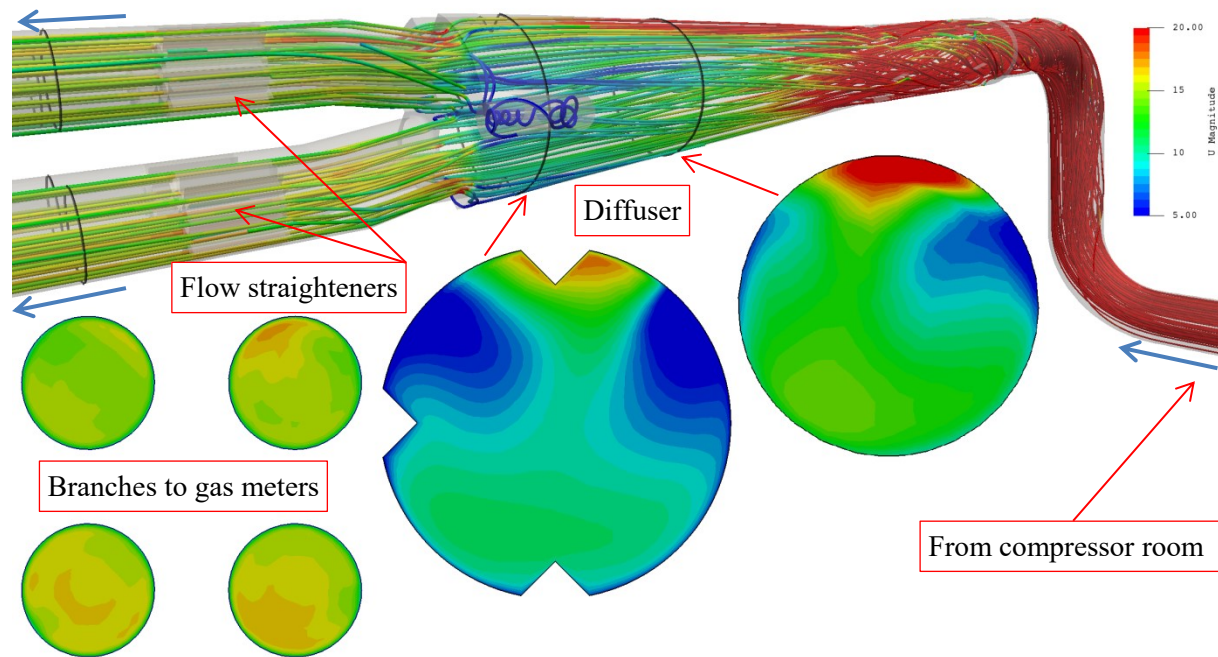 20.00
15
10
5.00
U Magnitude
Diffuser
Flow straighteners
Branches to gas meters
From compressor room